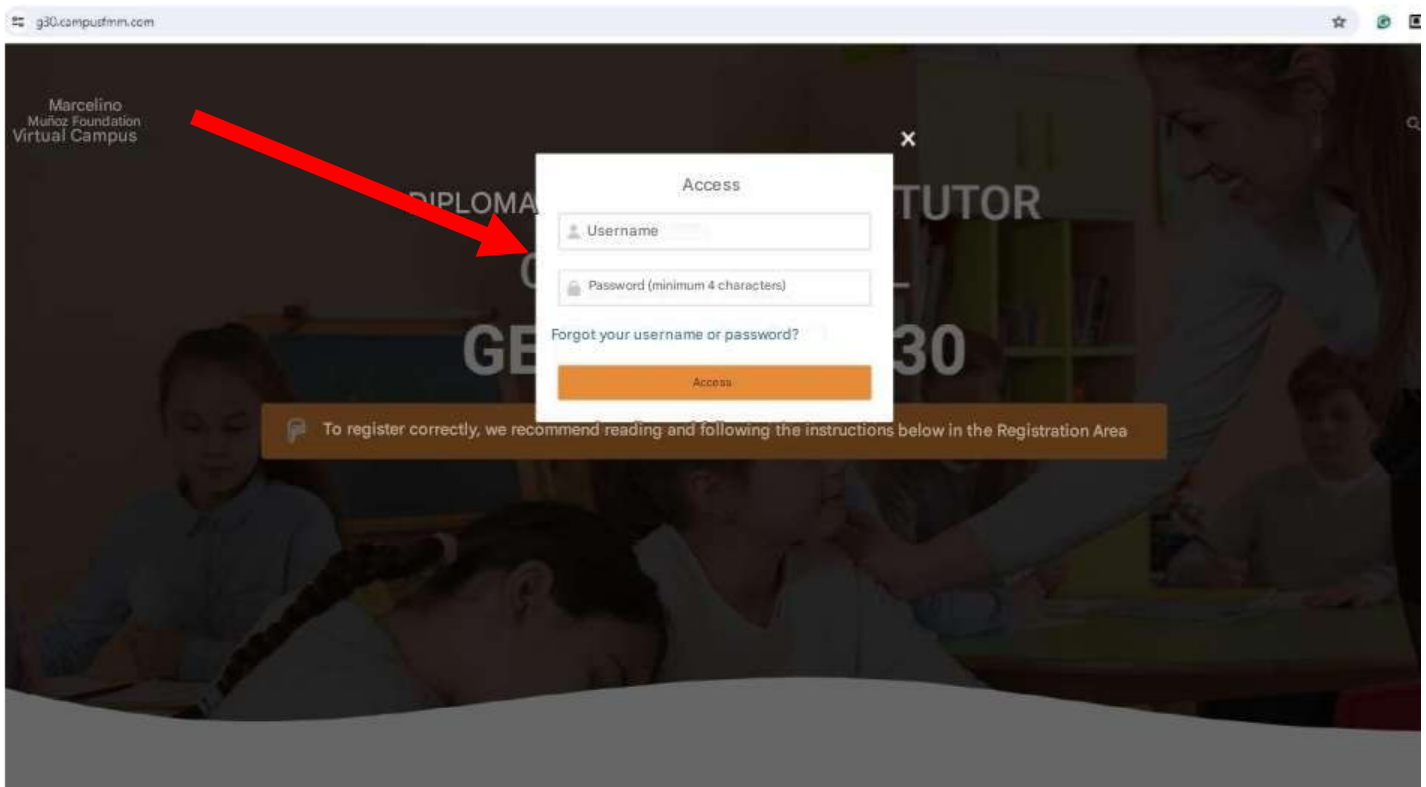 g30.campusfmm.com
Marcelino
Muñoz Foundation
Virtual Campus
Access
DIPLOMA TUTOR
Username
Password (minimum 4 characters)
Forgot your username or password?
GE 30
Access
To register correctly, we recommend reading and following the instructions below in the Registration Area